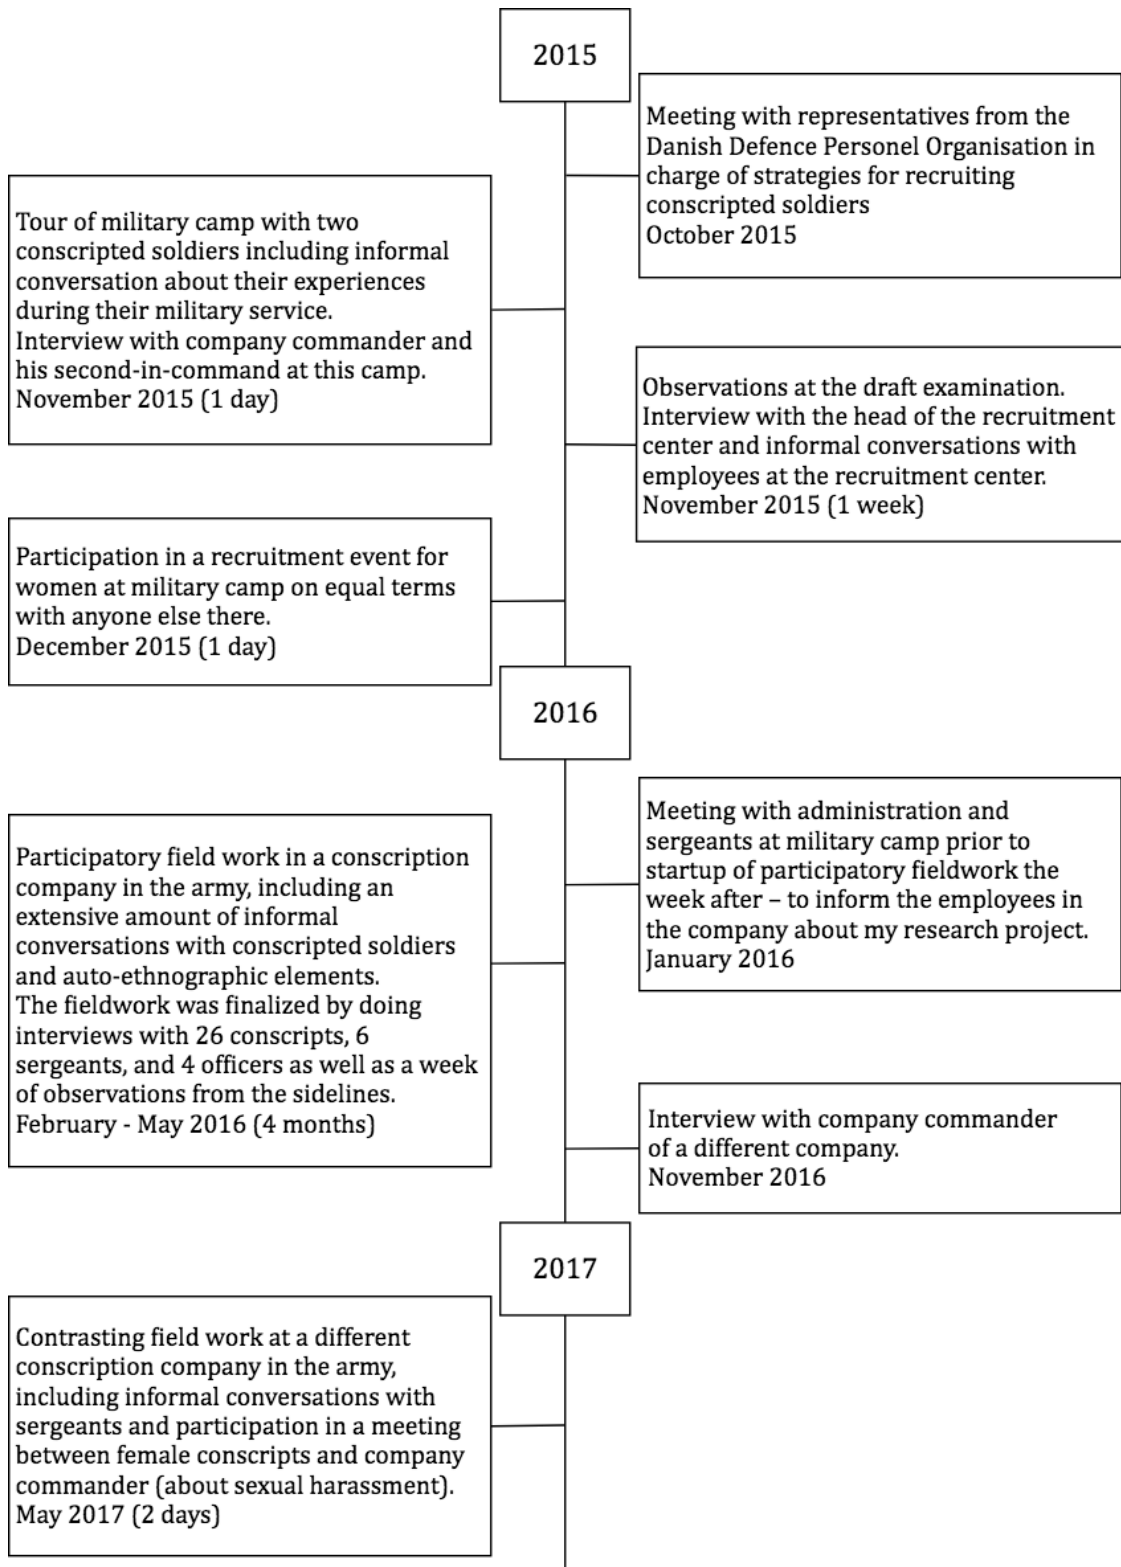 2015
Meeting with representatives from the
Danish Defence Personel Organisation in
charge of strategies for recruiting
conscripted soldiers
October 2015
Tour of military camp with two
conscripted soldiers including informal
conversation about their experiences
during their military service.
Interview with company commander and
his second-in-command at this camp.
November 2015 (1 day)
Observations at the draft examination.
Interview with the head of the recruitment
center and informal conversations with
employees at the recruitment center.
November 2015 (1 week)
Participation in a recruitment event for
women at military camp on equal terms
with anyone else there.
December 2015 (1 day)
2016
Meeting with administration and
sergeants at military camp prior to
startup of participatory fieldwork the
week after – to inform the employees in
the company about my research project.
January 2016
Participatory field work in a conscription
company in the army, including an
extensive amount of informal
conversations with conscripted soldiers
and auto-ethnographic elements.
The fieldwork was finalized by doing
interviews with 26 conscripts, 6
sergeants, and 4 officers as well as a week
of observations from the sidelines.
February - May 2016 (4 months)
Interview with company commander
of a different company.
November 2016
2017
Contrasting field work at a different
conscription company in the army,
including informal conversations with
sergeants and participation in a meeting
between female conscripts and company
commander (about sexual harassment).
May 2017 (2 days)